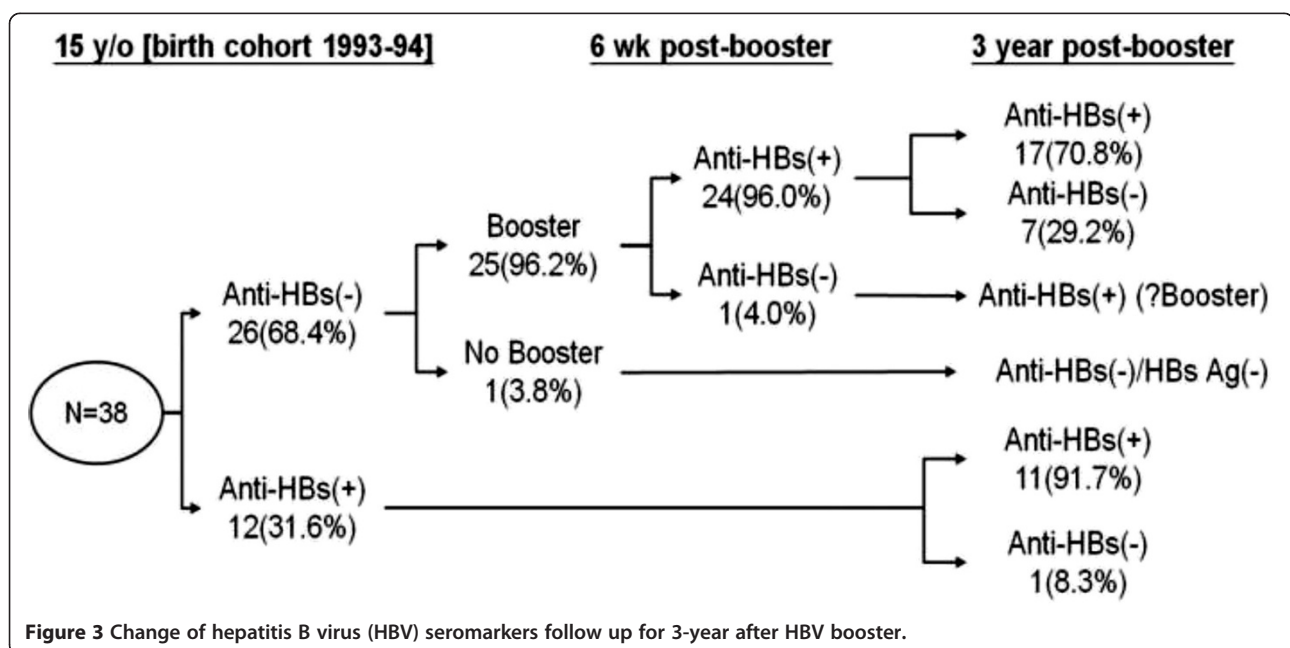 15 y/o [birth cohort 1993-94] 6 wk post-booster 3 year post-booster
Anti-HBs(+)
17(70.8%)
Anti-HBs(-)
7(29.2%)
Anti-HBs(+)
24(96.0%)
Booster
25(96.2%)
Anti-HBs(-)
1(4.0%)
Anti-HBs(+) (?Booster)
Anti-HBs(-)
26(68.4%)
No Booster
1(3.8%)
Anti-HBs(-)/HBs Ag(-)
N=38
Anti-HBs(+)
12(31.6%)
Anti-HBs(+)
11(91.7%)
Anti-HBs(-)
1(8.3%)
Figure 3 Change of hepatitis B virus (HBV) seromarkers follow up for 3-year after HBV booster.